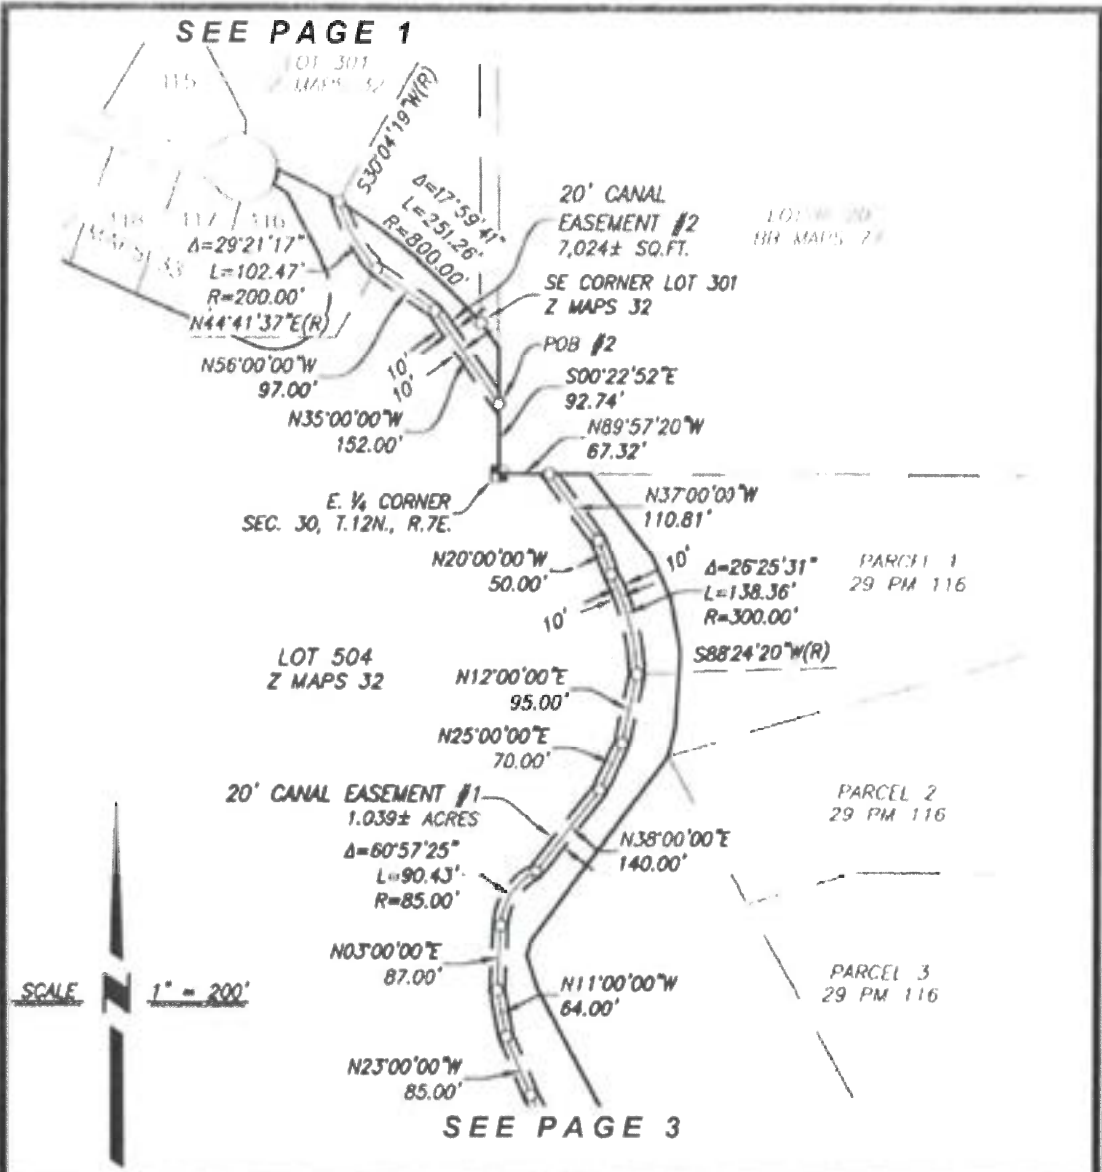 SEE PAGE 1
LOT 301
Z MAPS 32
115
S30°04'19"W(R)
Δ=17°59'41"
L=251.26'
R=800.00'
20' CANAL
EASEMENT #2
7,024± SQ.FT.
118
117
116
BB MAPS
Δ=29°21'17"
L=102.47'
R=200.00'
N44°41'37"E(R)
SE CORNER LOT 301
Z MAPS 32
POB #2
N56°00'00"W
97.00'
10'
10'
S00°22'52"E
92.74'
N35°00'00"W
152.00'
N89°57'20"W
67.32'
E. ¼ CORNER
SEC. 30, T.12N., R.7E.
N37°00'00"W
110.81'
N20°00'00"W
50.00'
10'
10'
Δ=26°25'31"
L=138.36'
R=300.00'
PARCEL 1
29 PM 116
S88°24'20"W(R)
LOT 504
Z MAPS 32
N12°00'00"E
95.00'
N25°00'00"E
70.00'
20' CANAL EASEMENT #1
1.039± ACRES
PARCEL 2
29 PM 116
N38°00'00"E
140.00'
Δ=60°57'25"
L=90.43'
R=85.00'
N03°00'00"E
87.00'
PARCEL 3
29 PM 116
SCALE N 1" = 200'
N11°00'00"W
64.00'
N23°00'00"W
85.00'
SEE PAGE 3